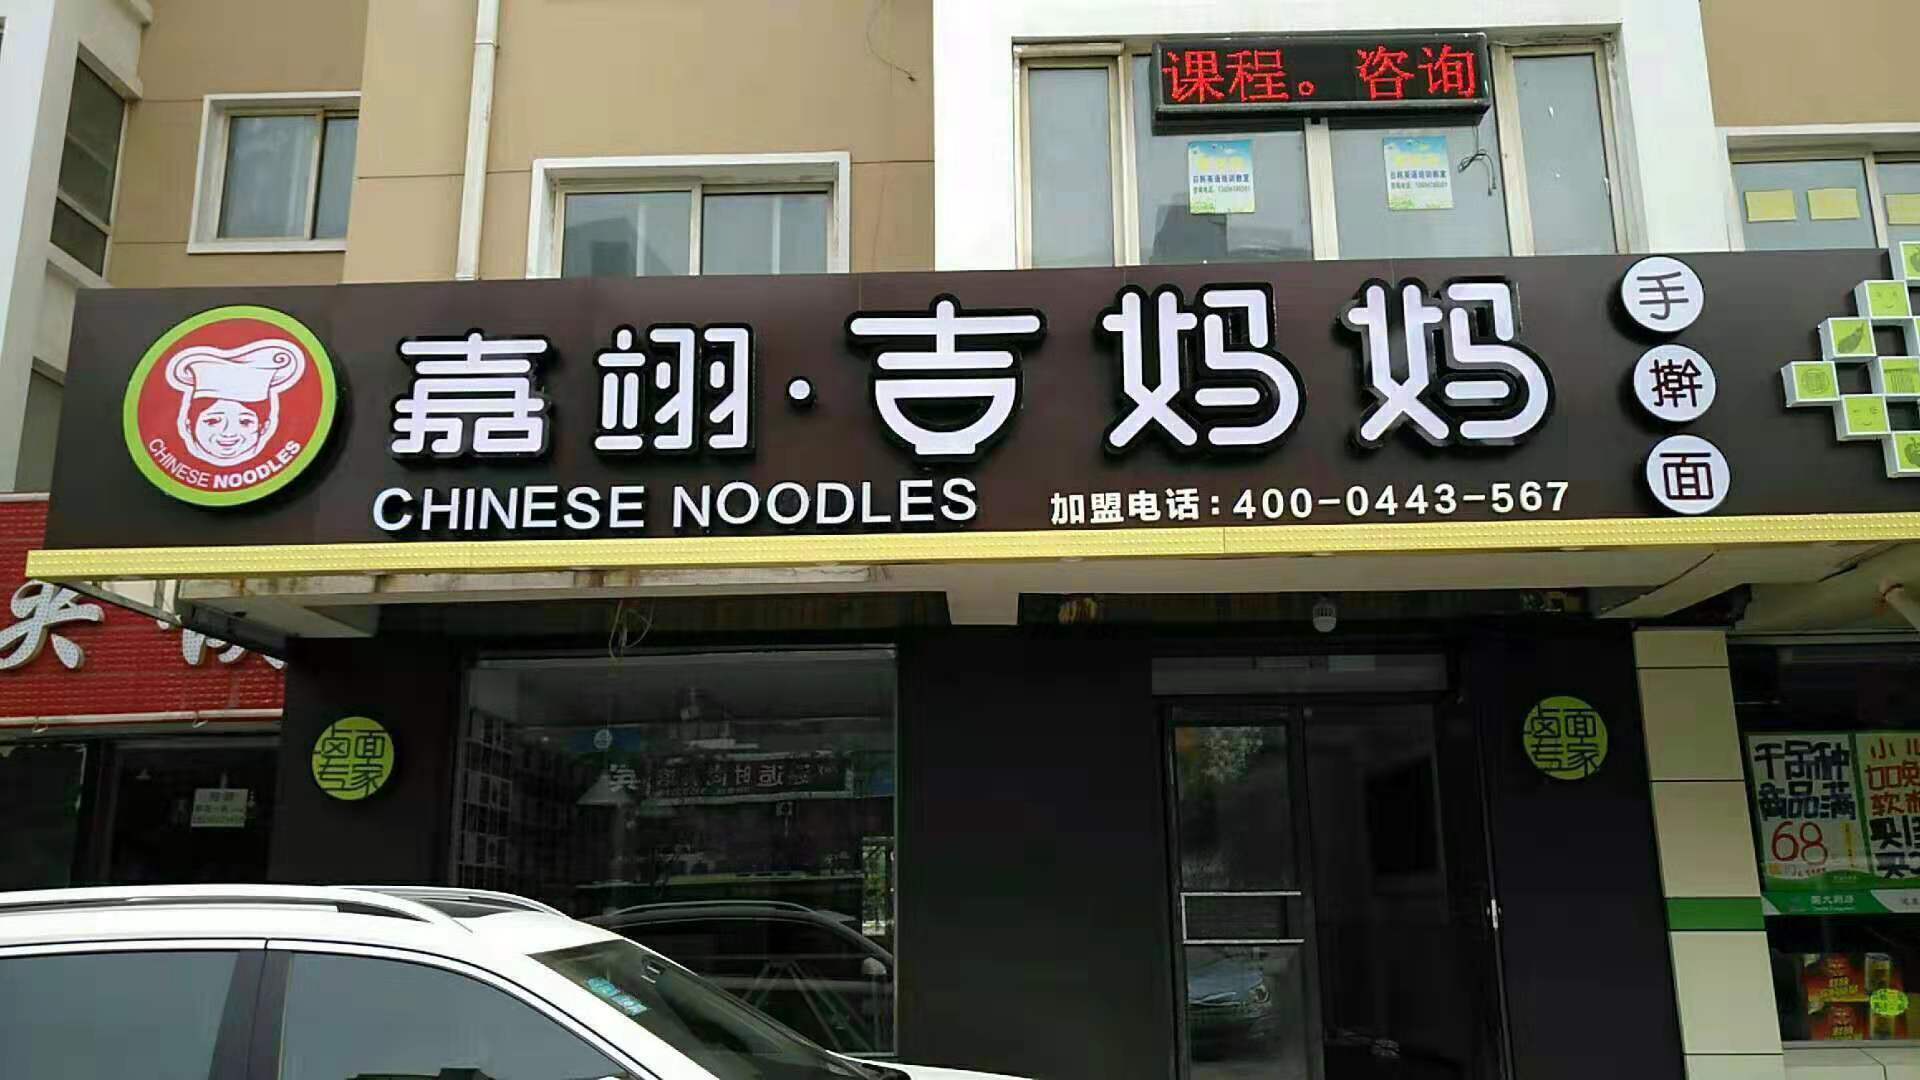 课程。咨询
嘉翊·吉妈妈
手擀面
CHINESE NOODLES
加盟电话:400-0443-567
CHINESE NOODLES
卤面专家
卤面专家
千品种
商品满
68